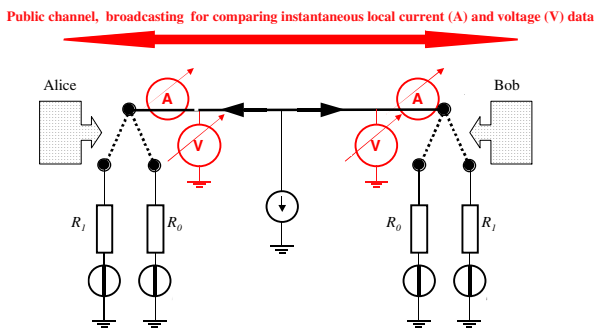 Public channel, broadcasting for comparing instantaneous local current (A) and voltage (V) data
Alice
Bob
A
A
V
V
R1
R0
R0
R1